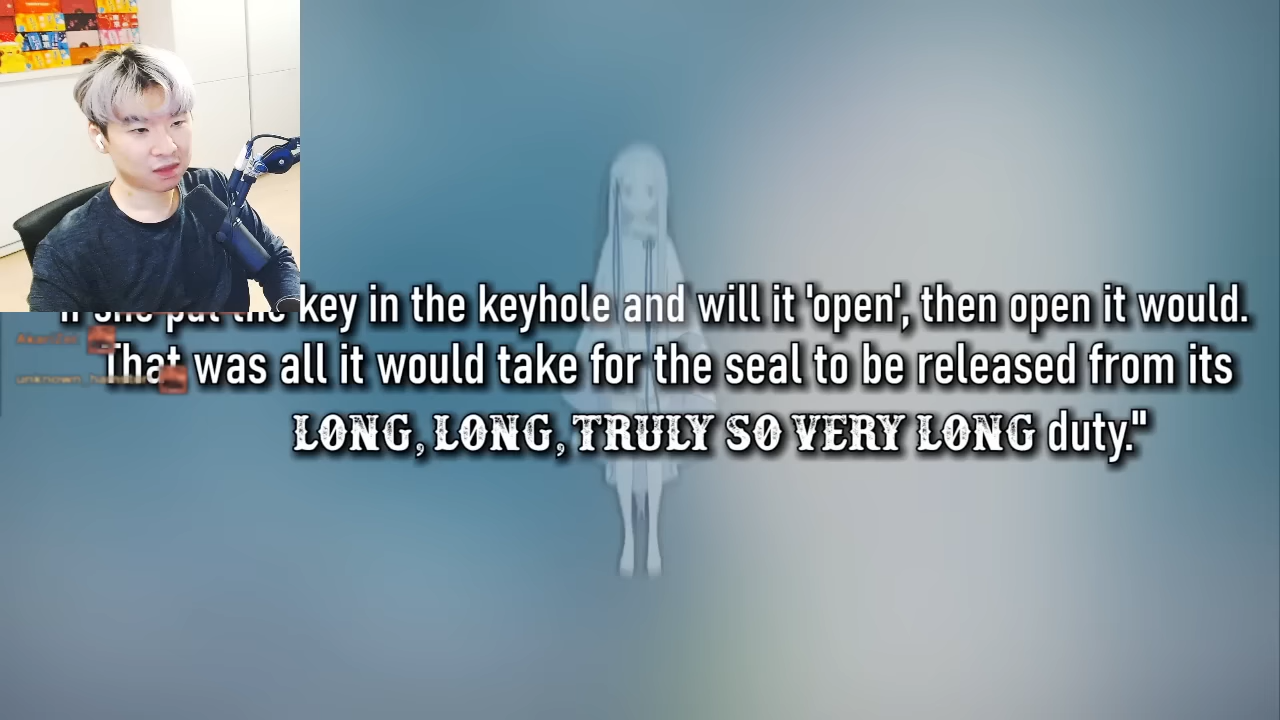 key in the keyhole and will it 'open', then open it would.
That was all it would take for the seal to be released from its
LONG, LONG, TRULY SO VERY LONG duty."